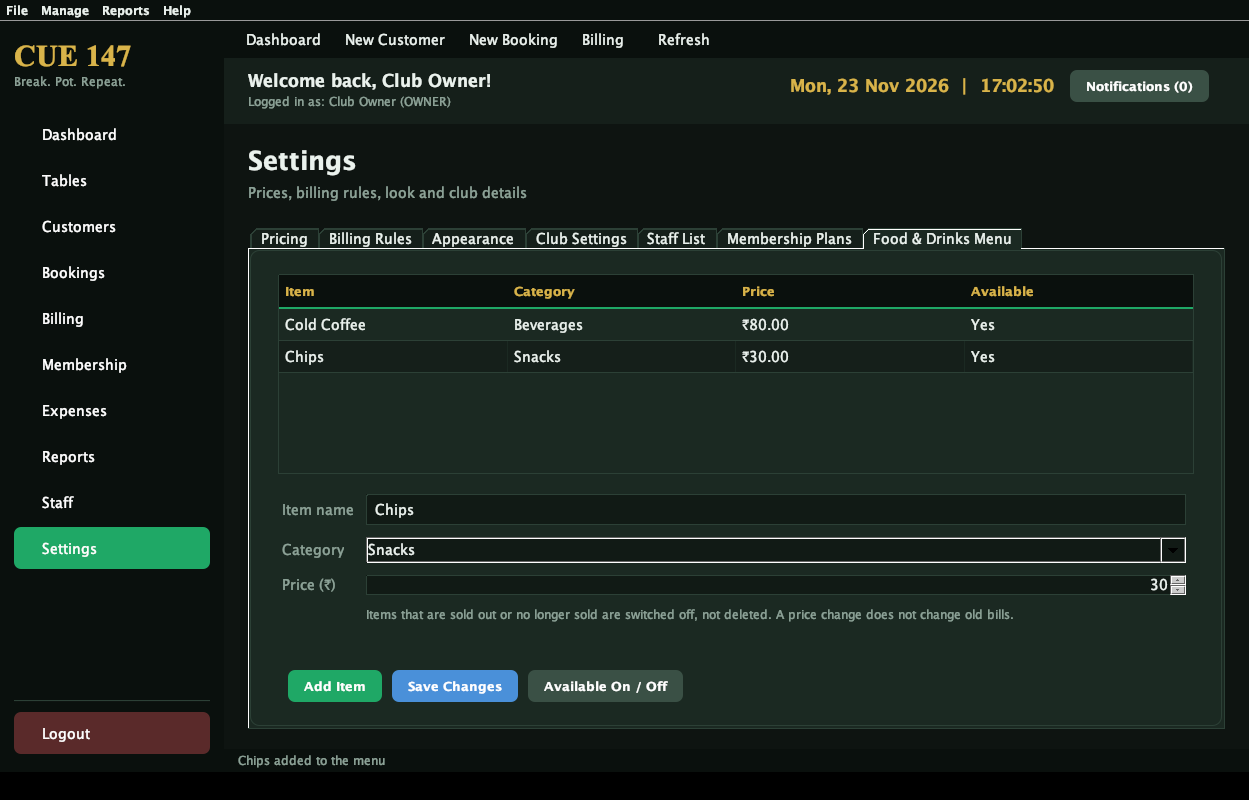 File Manage Reports Help
CUE 147
Break. Pot. Repeat.
Dashboard
Tables
Customers
Bookings
Billing
Membership
Expenses
Reports
Staff
Settings
Logout
Dashboard New Customer New Booking Billing Refresh
Welcome back, Club Owner!
Logged in as: Club Owner (OWNER)
Mon, 23 Nov 2026 | 17:02:50
Notifications (0)
Settings
Prices, billing rules, look and club details
Pricing Billing Rules Appearance Club Settings Staff List Membership Plans Food & Drinks Menu
Item Category Price Available
Cold Coffee Beverages ₹80.00 Yes
Chips Snacks ₹30.00 Yes
Item name Chips
Category Snacks
Price (₹) 30
Items that are sold out or no longer sold are switched off, not deleted. A price change does not change old bills.
Add Item Save Changes Available On / Off
Chips added to the menu